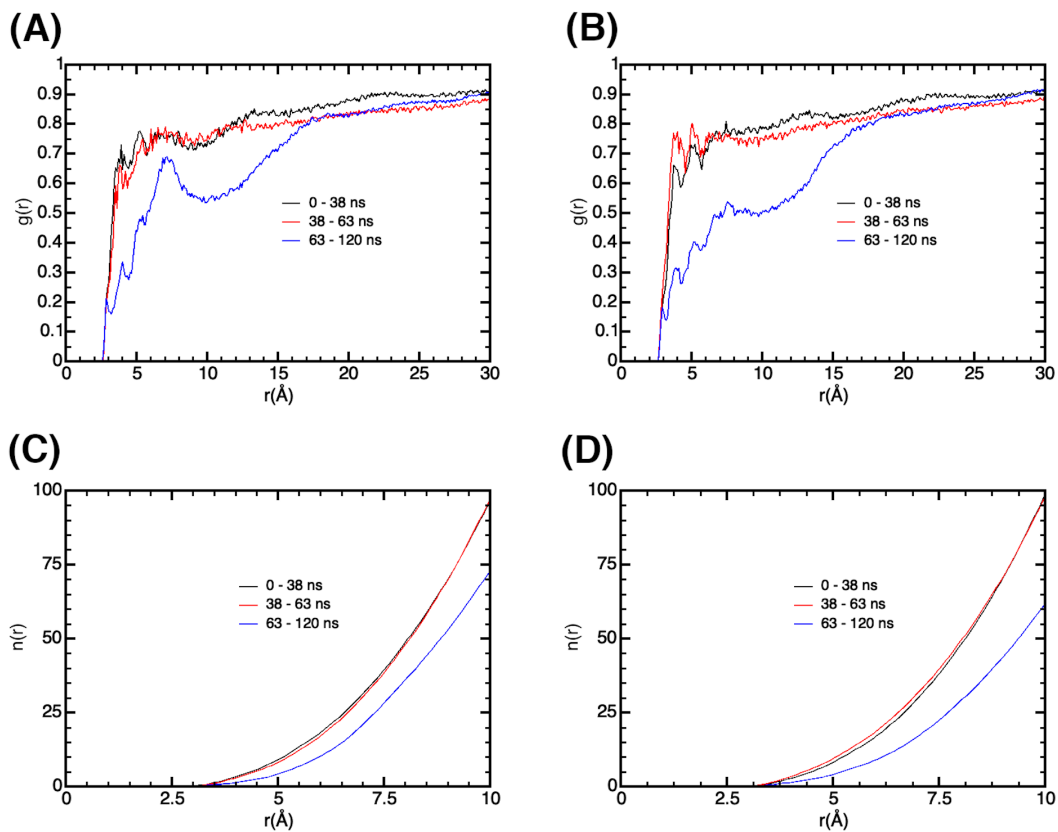 (A)
1
0.9
0.8
0.7
0.6
0.5
0.4
0.3
0.2
0.1
0
g(r)
0 - 38 ns
38 - 63 ns
63 - 120 ns
0 5 10 15 20 25 30
r(Å)
(B)
1
0.9
0.8
0.7
0.6
0.5
0.4
0.3
0.2
0.1
0
g(r)
0 - 38 ns
38 - 63 ns
63 - 120 ns
0 5 10 15 20 25 30
r(Å)
(C)
100
75
50
25
0
n(r)
0 - 38 ns
38 - 63 ns
63 - 120 ns
0 2.5 5 7.5 10
r(Å)
(D)
100
75
50
25
0
n(r)
0 - 38 ns
38 - 63 ns
63 - 120 ns
0 2.5 5 7.5 10
r(Å)